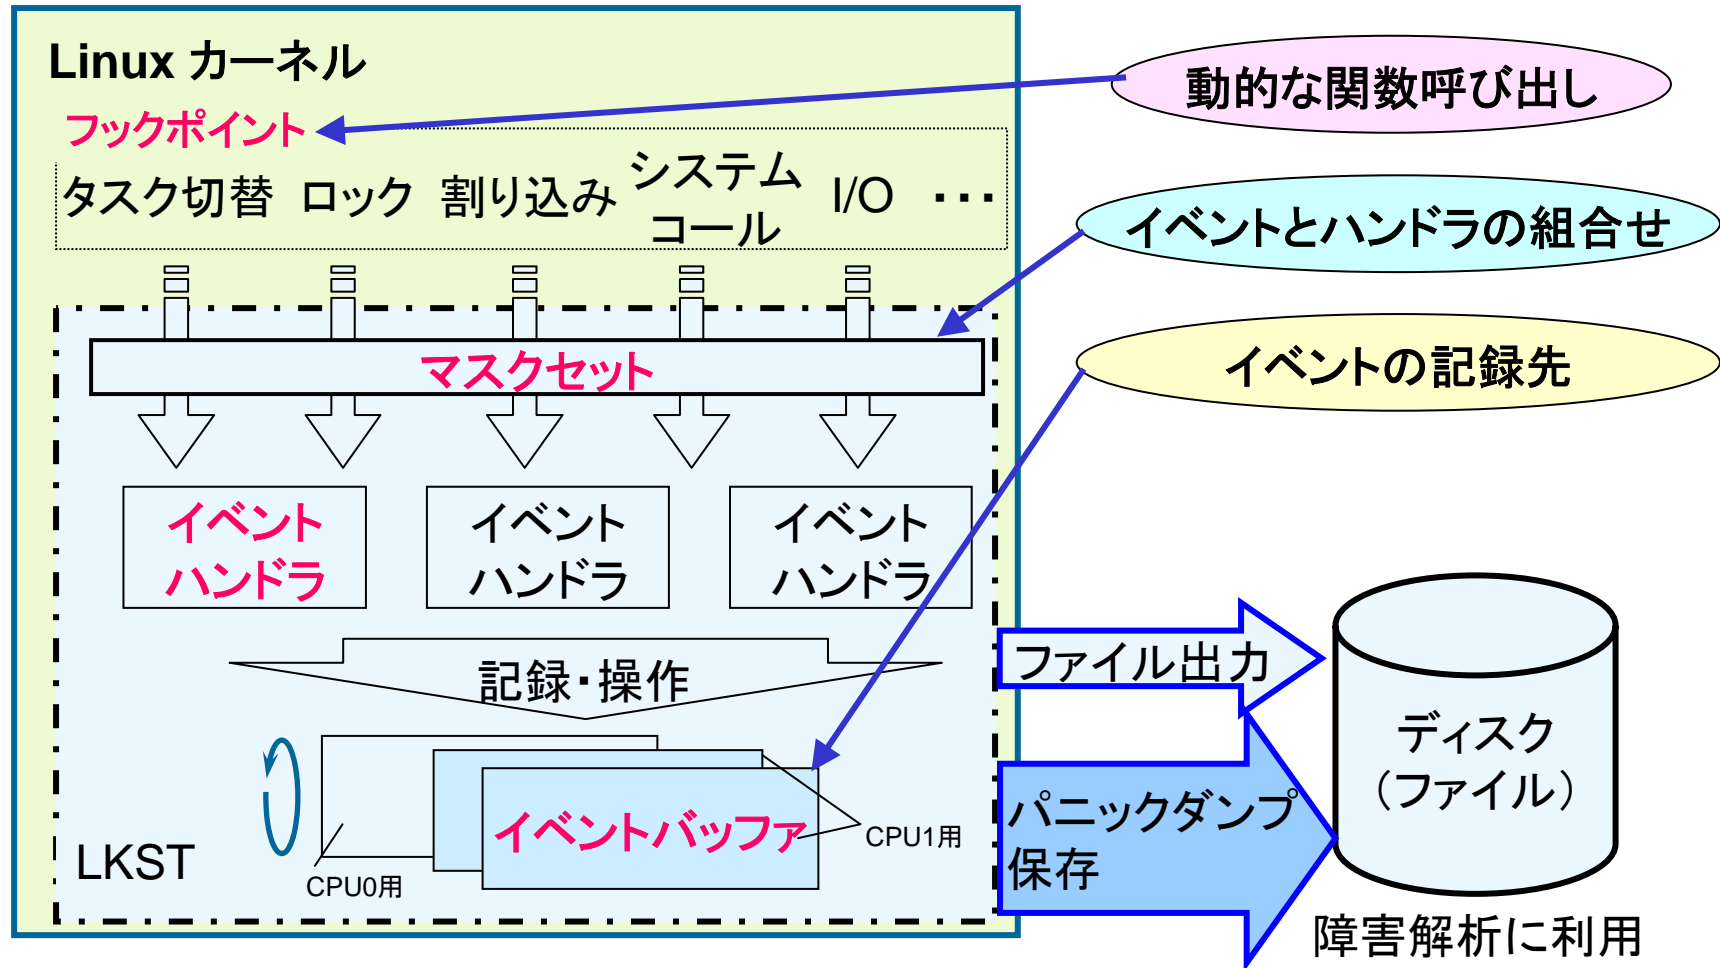 Linux カーネル
動的な関数呼び出し
フックポイント
タスク切替
ロック
割り込み
システム
コール
I/O
・・・
イベントとハンドラの組合せ
マスクセット
イベントの記録先
イベント
ハンドラ
イベント
ハンドラ
イベント
ハンドラ
記録・操作
ファイル出力
ディスク
（ファイル）
イベントバッファ
CPU1用
CPU0用
LKST
パニックダンプ
保存
障害解析に利用